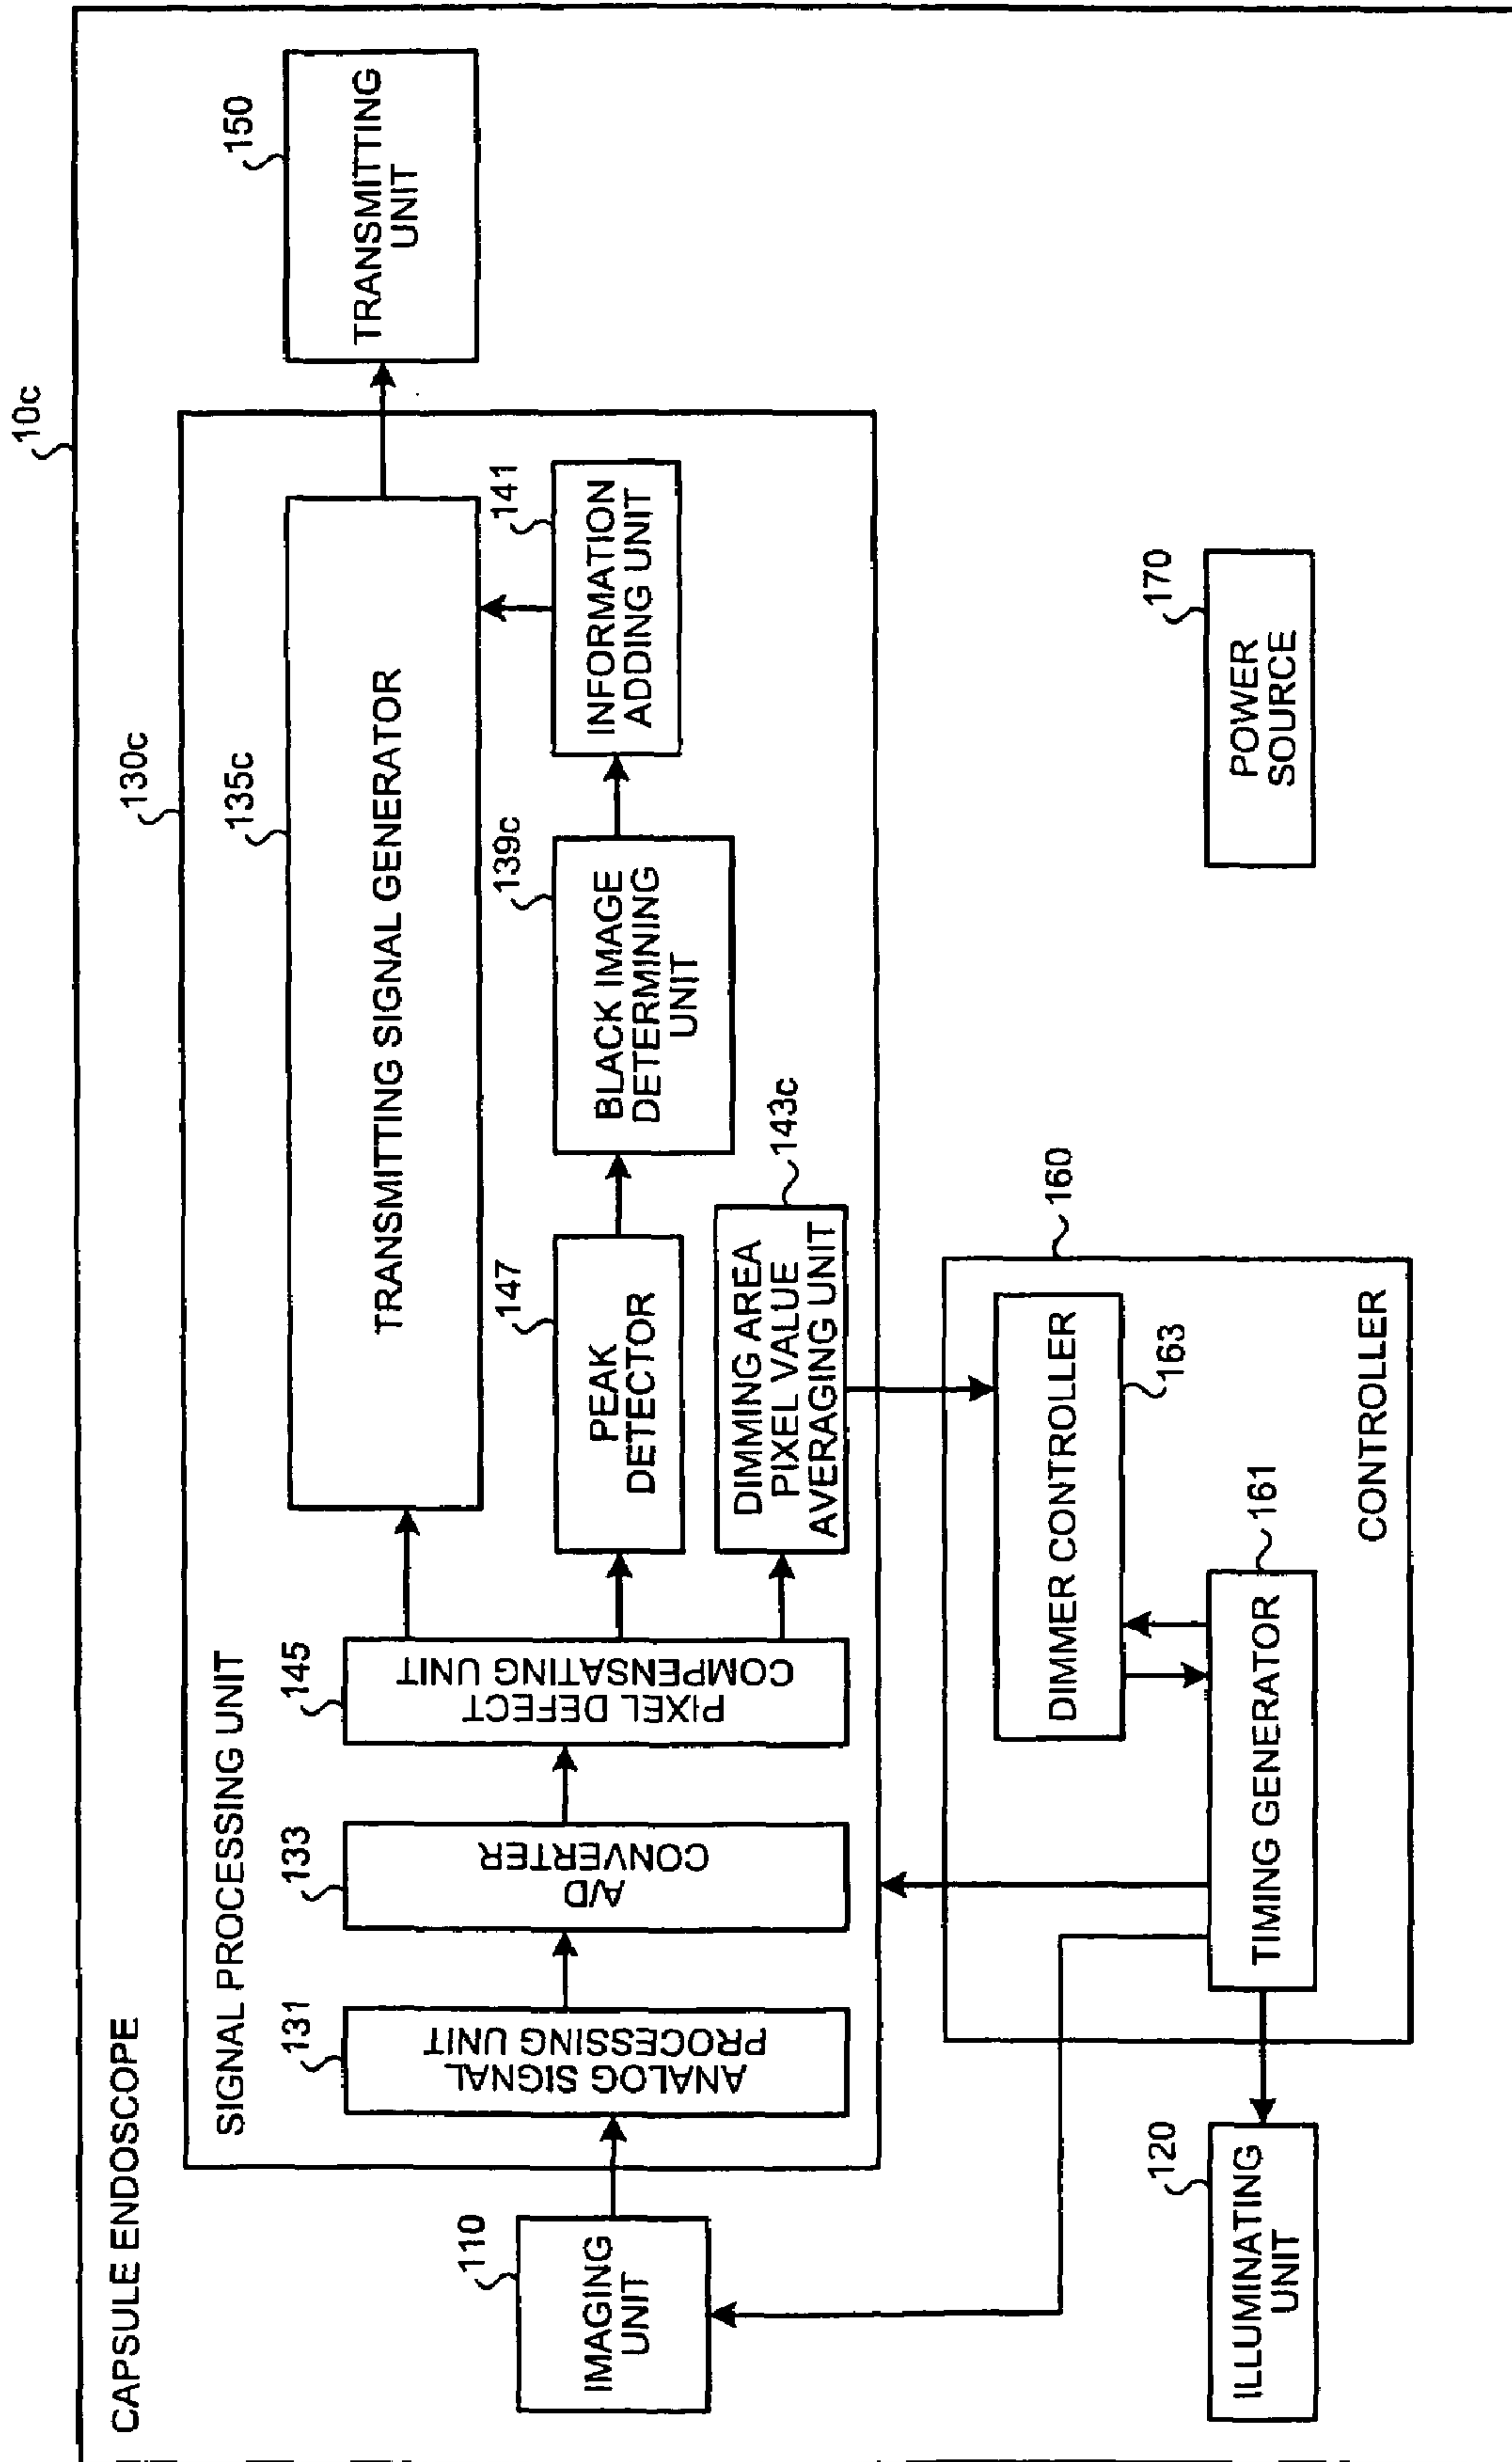 10c
CAPSULE ENDOSCOPE
130c
SIGNAL PROCESSING UNIT
110
IMAGING
UNIT
131
ANALOG SIGNAL
PROCESSING UNIT
133
A/D
CONVERTER
145
PIXEL DEFECT
COMPENSATING UNIT
135c
TRANSMITTING SIGNAL GENERATOR
150
TRANSMITTING
UNIT
147
PEAK
DETECTOR
139c
BLACK IMAGE
DETERMINING
UNIT
141
INFORMATION
ADDING UNIT
DIMMING AREA
PIXEL VALUE
AVERAGING UNIT
143c
160
DIMMER CONTROLLER
163
161
TIMING GENERATOR
CONTROLLER
120
ILLUMINATING
UNIT
170
POWER
SOURCE